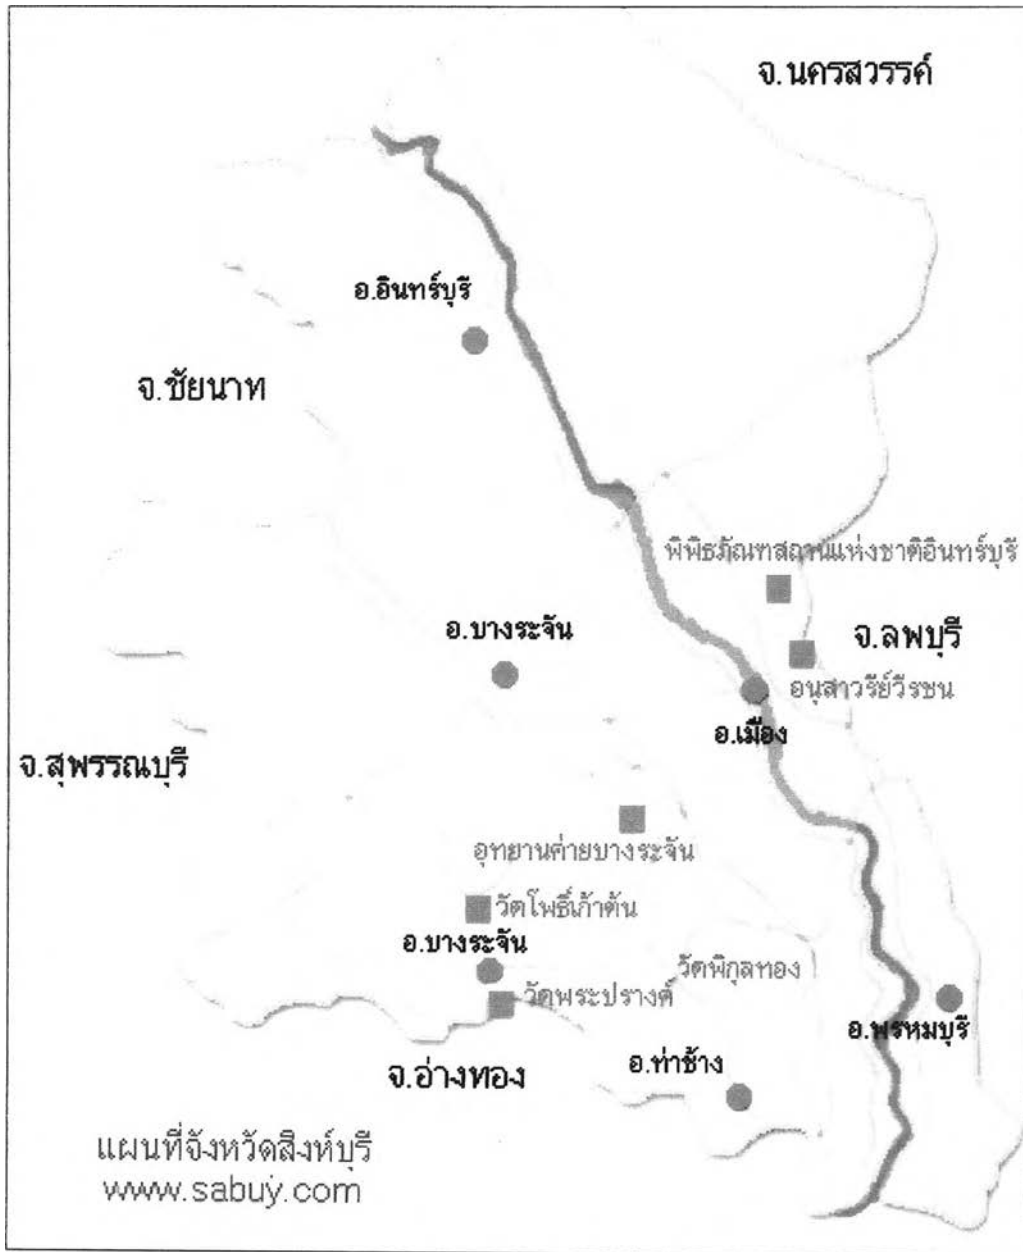 จ.นครสวรรค์
อ.อินทร์บุรี
จ.ชัยนาท
พิพิธภัณฑสถานแห่งชาติอินทร์บุรี
อ.บางระจัน
จ.ลพบุรี
อนุสาวรีย์วีรชน
อ.เมือง
จ.สุพรรณบุรี
อุทยานค่ายบางระจัน
วัดโพธิ์เก้าต้น
อ.บางระจัน
วัดพิกุลทอง
วัดพระปรางค์
อ.พรหมบุรี
อ.ท่าช้าง
จ.อ่างทอง
แผนที่จังหวัดสิงห์บุรี
www.sabuy.com